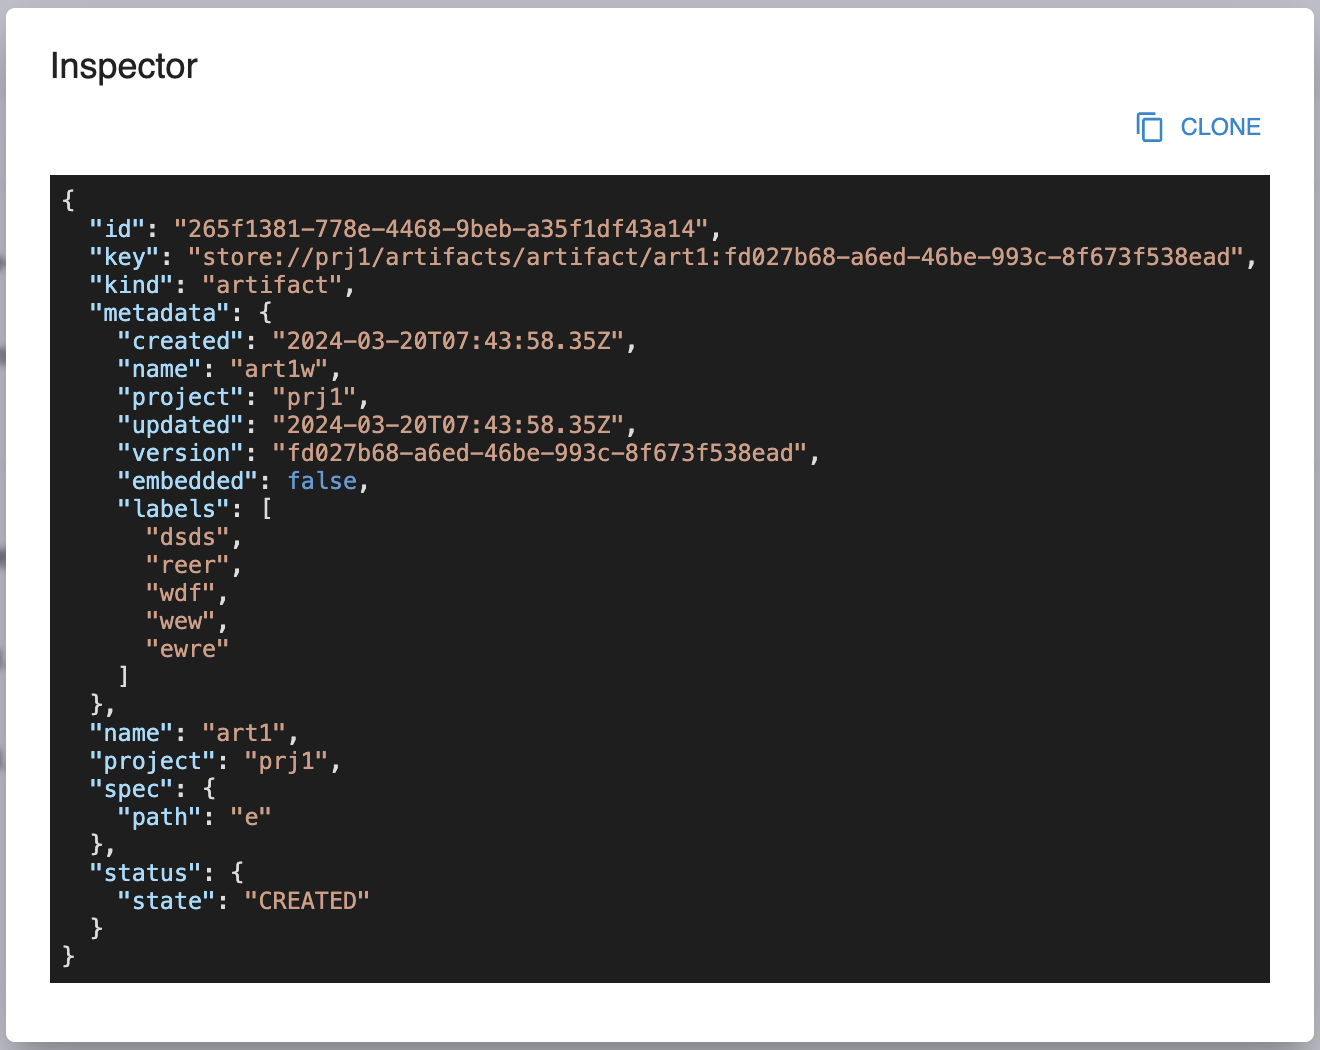 Inspector
CLONE
{
  "id": "265f1381-778e-4468-9beb-a35f1df43a14",
  "key": "store://prj1/artifacts/artifact/art1:fd027b68-a6ed-46be-993c-8f673f538ead",
  "kind": "artifact",
  "metadata": {
    "created": "2024-03-20T07:43:58.35Z",
    "name": "art1w",
    "project": "prj1",
    "updated": "2024-03-20T07:43:58.35Z",
    "version": "fd027b68-a6ed-46be-993c-8f673f538ead",
    "embedded": false,
    "labels": [
      "dsds",
      "reer",
      "wdf",
      "wew",
      "ewre"
    ]
  },
  "name": "art1",
  "project": "prj1",
  "spec": {
    "path": "e"
  },
  "status": {
    "state": "CREATED"
  }
}